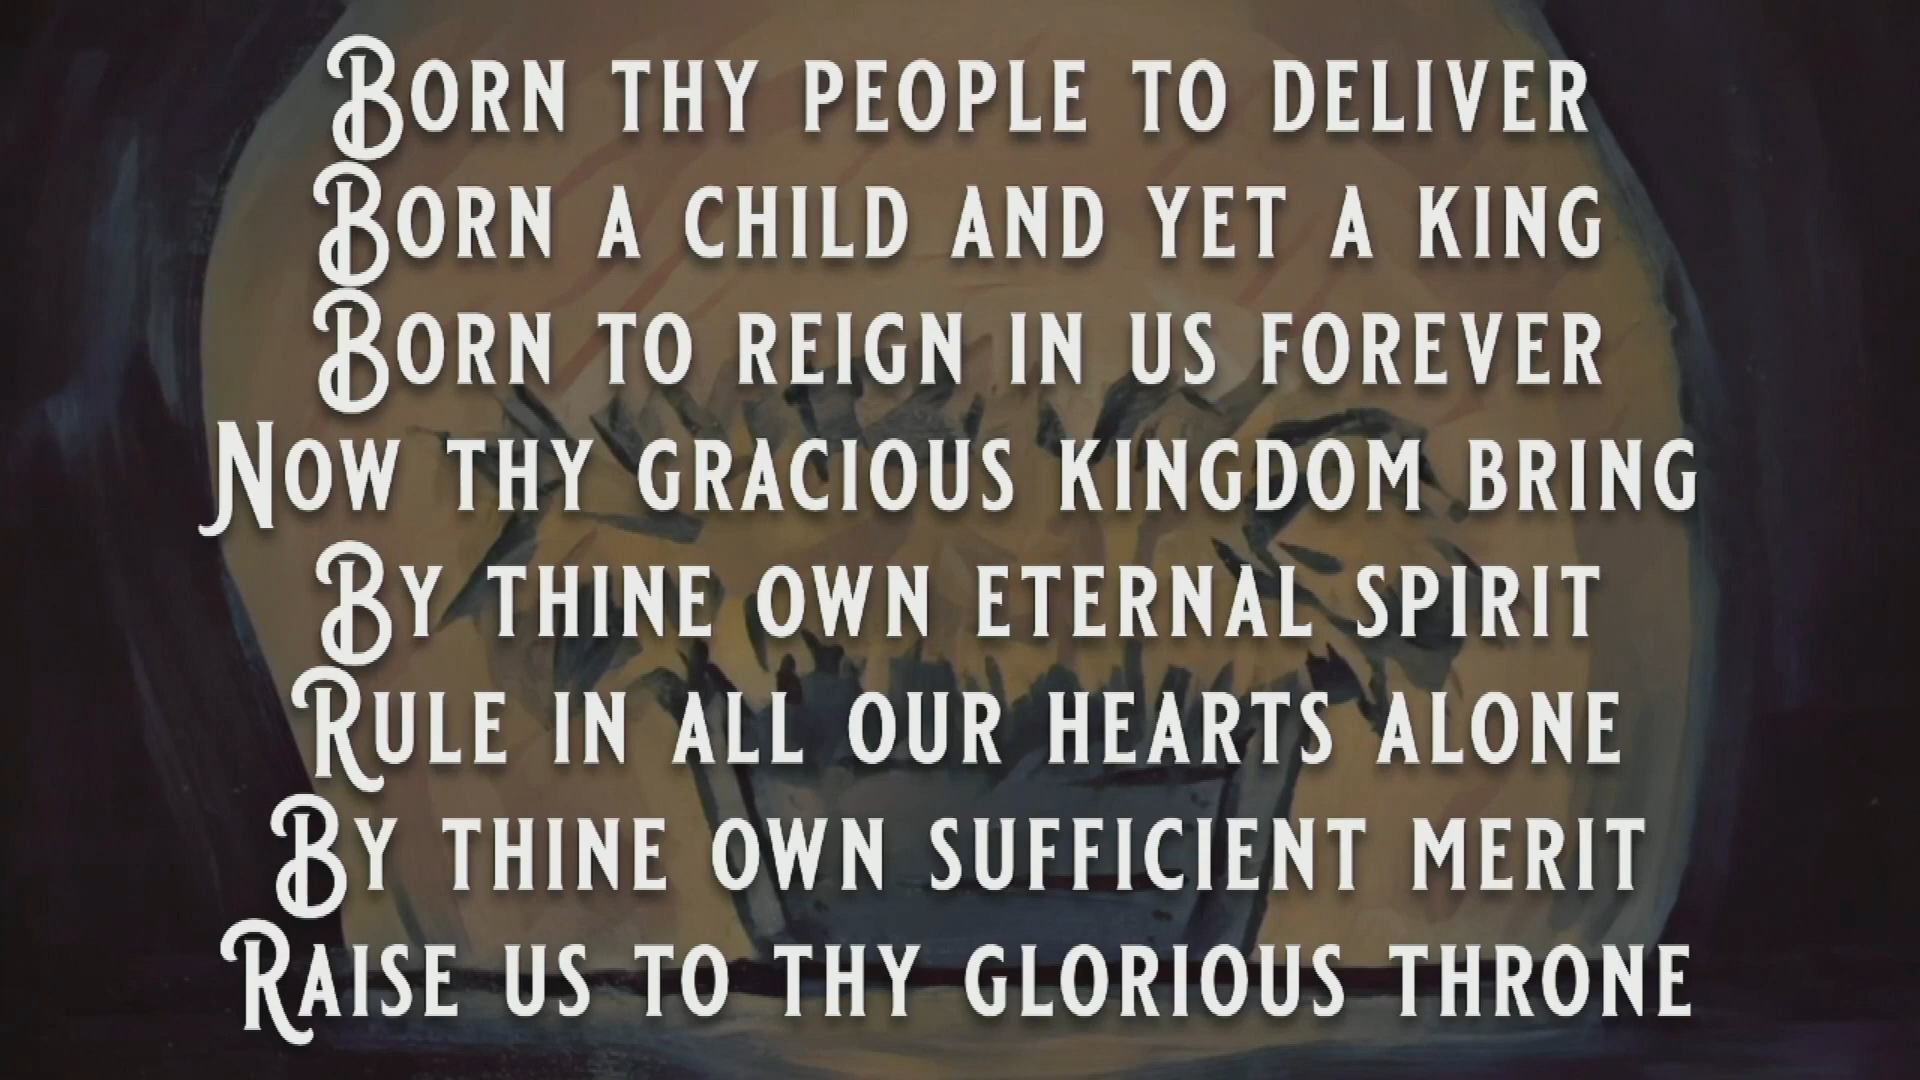 Born thy people to deliver
Born a child and yet a king
Born to reign in us forever
Now thy gracious kingdom bring
By thine own eternal Spirit
Rule in all our hearts alone
By thine own sufficient merit
Raise us to thy glorious throne